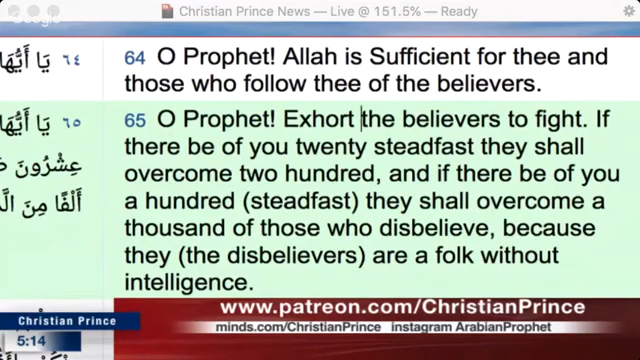 Christian Prince News — Live @ 151.5% — Ready
64 O Prophet! Allah is Sufficient for thee and
those who follow thee of the believers.
يَا أَيُّهَا ٦٤
65 O Prophet! Exhort the believers to fight. If
there be of you twenty steadfast they shall
overcome two hundred, and if there be of you
a hundred (steadfast) they shall overcome a
thousand of those who disbelieve, because
they (the disbelievers) are a folk without
intelligence.
يَا أَيُّهَا ٦٥
عِشْرُونَ
أَلْفًا مِنَ
www.patreon.com/ChristianPrince
minds.com/ChristianPrince instagram ArabianProphet
Christian Prince
5:14